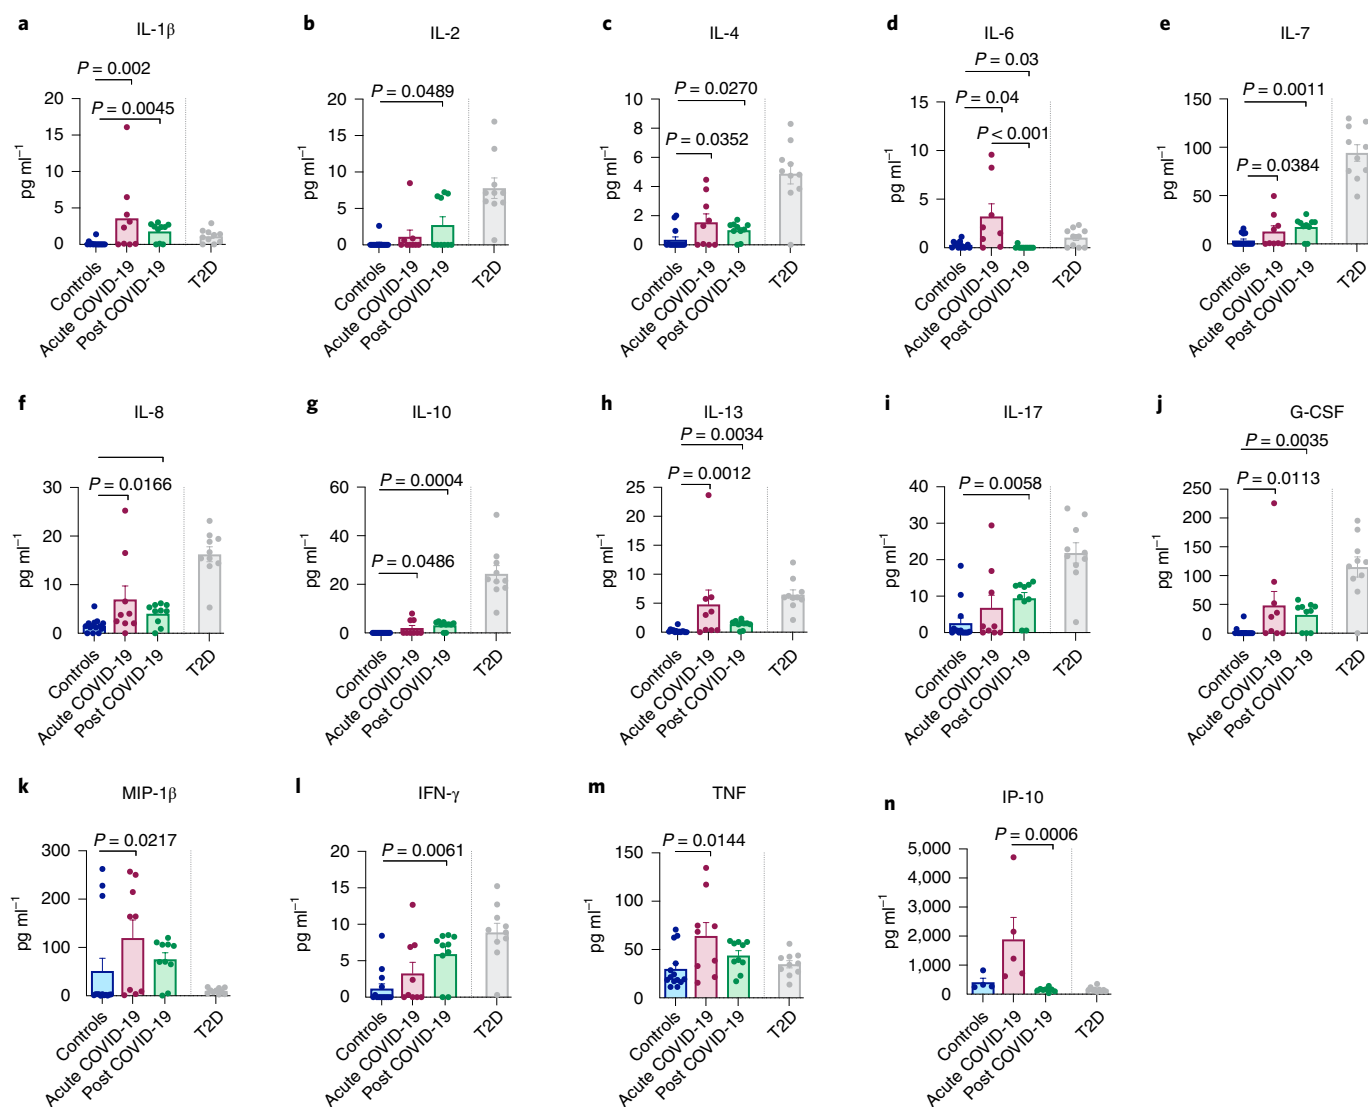 a
IL-1β
P = 0.002
P = 0.0045
pg ml⁻¹
20
15
10
5
0
Controls
Acute COVID-19
Post COVID-19
T2D
b
IL-2
P = 0.0489
pg ml⁻¹
20
15
10
5
0
Controls
Acute COVID-19
Post COVID-19
T2D
c
IL-4
P = 0.0270
P = 0.0352
pg ml⁻¹
10
8
6
4
2
0
Controls
Acute COVID-19
Post COVID-19
T2D
d
IL-6
P = 0.03
P = 0.04
P < 0.001
pg ml⁻¹
15
10
5
0
Controls
Acute COVID-19
Post COVID-19
T2D
e
IL-7
P = 0.0011
P = 0.0384
pg ml⁻¹
150
100
50
0
Controls
Acute COVID-19
Post COVID-19
T2D
f
IL-8
P = 0.0166
pg ml⁻¹
30
20
10
0
Controls
Acute COVID-19
Post COVID-19
T2D
g
IL-10
P = 0.0004
P = 0.0486
pg ml⁻¹
60
40
20
0
Controls
Acute COVID-19
Post COVID-19
T2D
h
IL-13
P = 0.0034
P = 0.0012
pg ml⁻¹
25
20
15
10
5
0
Controls
Acute COVID-19
Post COVID-19
T2D
i
IL-17
P = 0.0058
pg ml⁻¹
40
30
20
10
0
Controls
Acute COVID-19
Post COVID-19
T2D
j
G-CSF
P = 0.0035
P = 0.0113
pg ml⁻¹
250
200
150
100
50
0
Controls
Acute COVID-19
Post COVID-19
T2D
k
MIP-1β
P = 0.0217
pg ml⁻¹
300
200
100
0
Controls
Acute COVID-19
Post COVID-19
T2D
l
IFN-γ
P = 0.0061
pg ml⁻¹
20
15
10
5
0
Controls
Acute COVID-19
Post COVID-19
T2D
m
TNF
P = 0.0144
pg ml⁻¹
150
100
50
0
Controls
Acute COVID-19
Post COVID-19
T2D
n
IP-10
P = 0.0006
pg ml⁻¹
5,000
4,000
3,000
2,000
1,000
0
Controls
Acute COVID-19
Post COVID-19
T2D